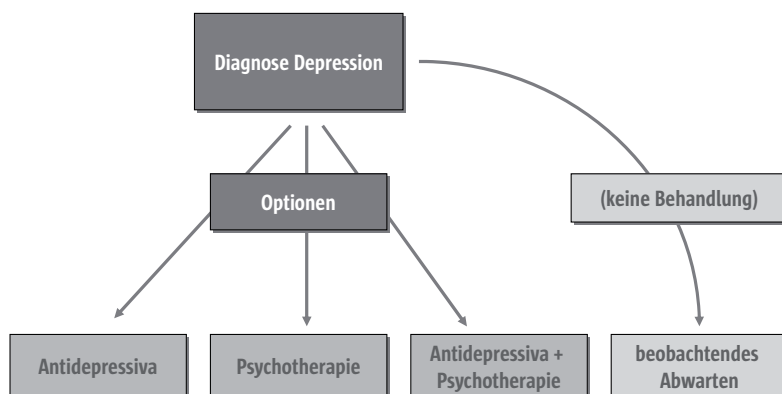 Diagnose Depression
Optionen
(keine Behandlung)
Antidepressiva
Psychotherapie
Antidepressiva +
Psychotherapie
beobachtendes
Abwarten